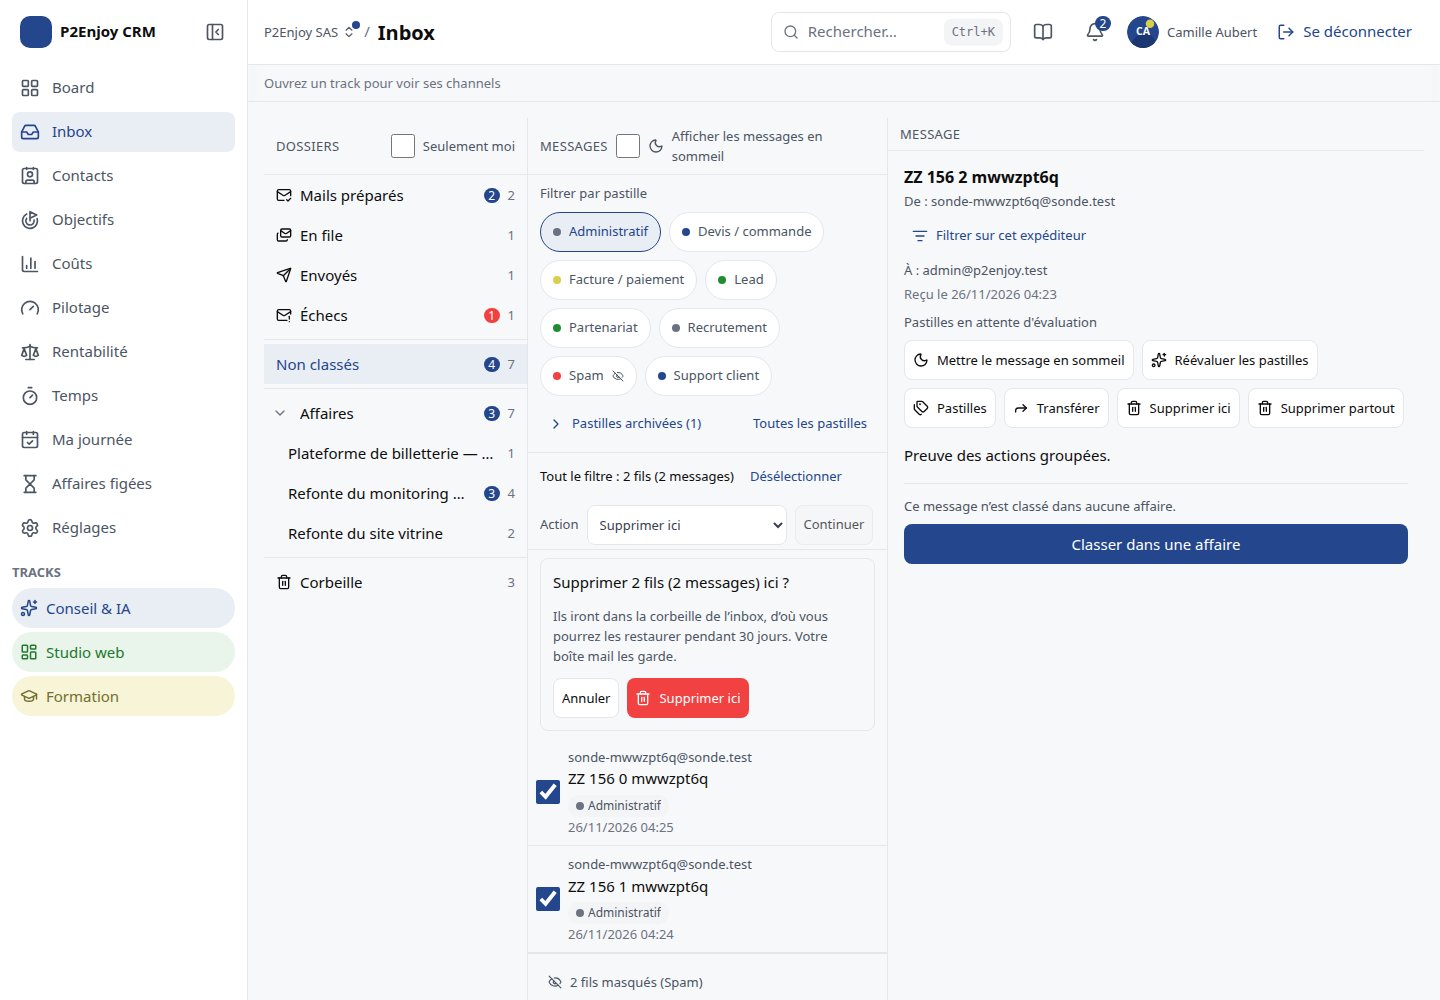 P2Enjoy CRM
Board
Inbox
Contacts
Objectifs
Coûts
Pilotage
Rentabilité
Temps
Ma journée
Affaires figées
Réglages
TRACKS
Conseil & IA
Studio web
Formation
P2Enjoy SAS / Inbox
Rechercher... Ctrl+K
2
CA Camille Aubert
Se déconnecter
Ouvrez un track pour voir ses channels
DOSSIERS Seulement moi
Mails préparés 2 2
En file 1
Envoyés 1
Échecs 1 1
Non classés 4 7
Affaires 3 7
Plateforme de billetterie — ... 1
Refonte du monitoring ... 3 4
Refonte du site vitrine 2
Corbeille 3
MESSAGES Afficher les messages en
sommeil
Filtrer par pastille
Administratif Devis / commande
Facture / paiement Lead
Partenariat Recrutement
Spam Support client
Pastilles archivées (1) Toutes les pastilles
Tout le filtre : 2 fils (2 messages) Désélectionner
Action Supprimer ici Continuer
Supprimer 2 fils (2 messages) ici ?
Ils iront dans la corbeille de l’inbox, d’où vous
pourrez les restaurer pendant 30 jours. Votre
boîte mail les garde.
Annuler Supprimer ici
sonde-mwwzpt6q@sonde.test
ZZ 156 0 mwwzpt6q
Administratif
26/11/2026 04:25
sonde-mwwzpt6q@sonde.test
ZZ 156 1 mwwzpt6q
Administratif
26/11/2026 04:24
2 fils masqués (Spam)
MESSAGE
ZZ 156 2 mwwzpt6q
De : sonde-mwwzpt6q@sonde.test
Filtrer sur cet expéditeur
À : admin@p2enjoy.test
Reçu le 26/11/2026 04:23
Pastilles en attente d'évaluation
Mettre le message en sommeil Réévaluer les pastilles
Pastilles Transférer Supprimer ici Supprimer partout
Preuve des actions groupées.
Ce message n’est classé dans aucune affaire.
Classer dans une affaire